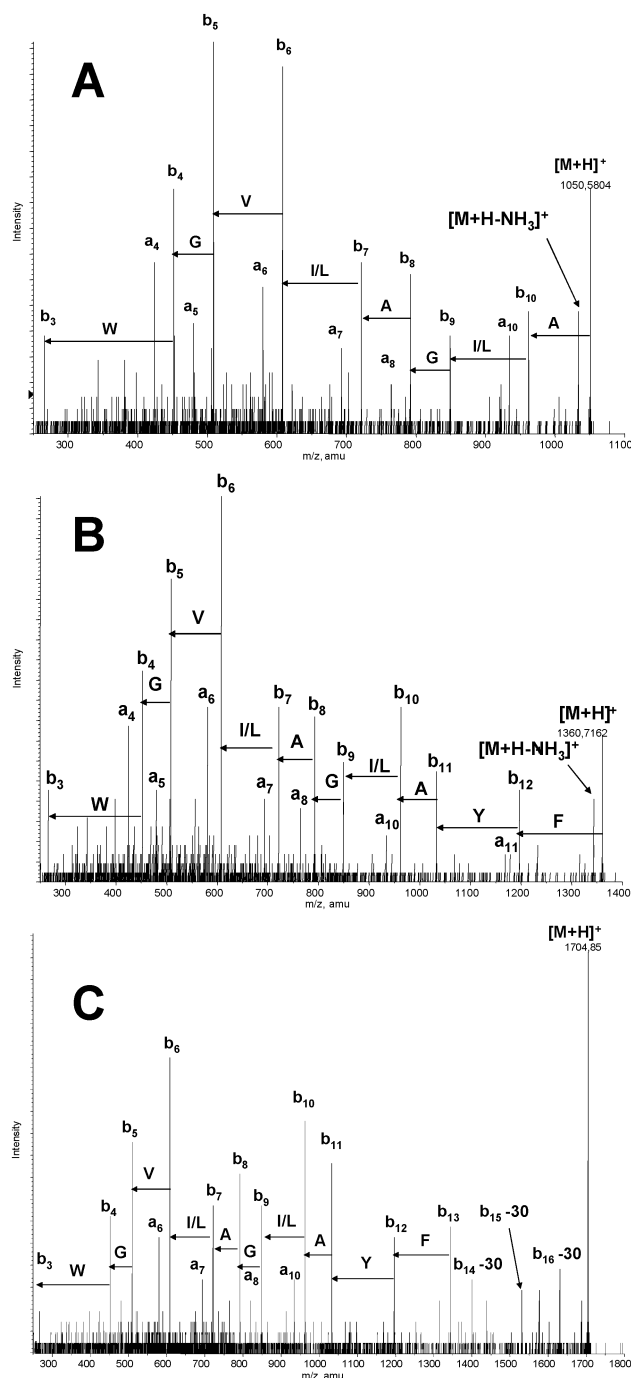 A
b5
b6
[M+H]+
1050,5804
b4
V
[M+H-NH3]+
a4
G
b7
b8
a6
I/L
b3
W
a5
A
b9
a10
b10
A
a7
a8
G
I/L
Intensity
300 400 500 600 700 800 900 1000 1100
m/z, amu
B
b6
b5
V
b4
G
a4
a6
b7
b8
b10
[M+H]+
1360,7162
[M+H-NH3]+
b3
W
a5
I/L
A
b9
I/L
b11
b12
a7
a8
G
A
Y
F
a10
a11
Intensity
300 400 500 600 700 800 900 1000 1100 1200 1300 1400
m/z, amu
C
[M+H]+
1704,85
b6
b10
b5
b11
V
b8
b4
b7
b9
b13
b15 -30
b3
W
G
a6
I/L
A
G
I/L
A
b12
F
a7
a8
a10
Y
b14 -30
b16 -30
Intensity
300 400 500 600 700 800 900 1000 1100 1200 1300 1400 1500 1600 1700 1800
m/z, amu